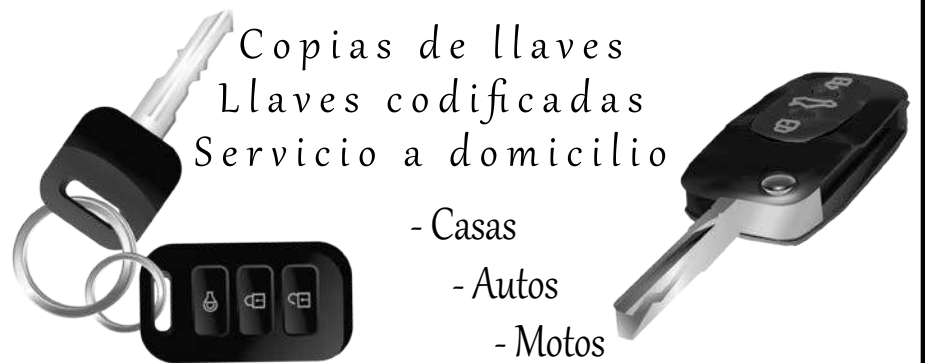 Copias de llaves
Llaves codificadas
Servicio a domicilio
- Casas
- Autos
- Motos